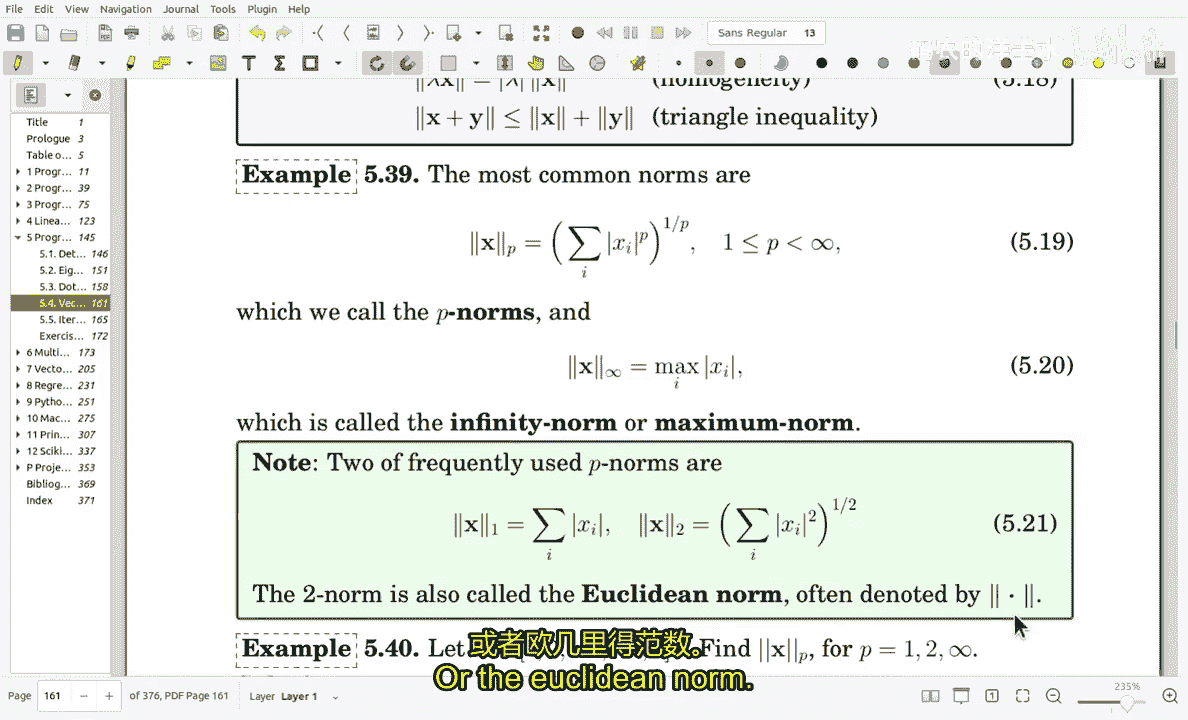 File Edit View Navigation Journal Tools Plugin Help
Sans Regular 13
Title 1
Prologue 3
Table o... 5
1 Progr... 11
2 Progr... 39
3 Progr... 75
4 Linea... 123
5 Progr... 145
5.1. Det... 146
5.2. Eig... 151
5.3. Dot... 158
5.4. Vec... 161
5.5. Iter... 165
Exercis... 172
6 Multi... 173
7 Vecto... 205
8 Regre... 231
9 Pytho... 251
10 Mac... 275
11 Prin... 307
12 Sciki... 337
P Proje... 353
Bibliog... 369
Index 371
‖λx‖ = |λ| ‖x‖ (homogeneity) (5.18)
‖x + y‖ ≤ ‖x‖ + ‖y‖ (triangle inequality)
Example 5.39. The most common norms are
‖x‖_p = (∑_i |x_i|^p)^{1/p}, 1 ≤ p < ∞, (5.19)
which we call the p-norms, and
‖x‖_∞ = max_i |x_i|, (5.20)
which is called the infinity-norm or maximum-norm.
Note: Two of frequently used p-norms are
‖x‖_1 = ∑_i |x_i|, ‖x‖_2 = (∑_i |x_i|^2)^{1/2} (5.21)
The 2-norm is also called the Euclidean norm, often denoted by ‖ · ‖.
Example 5.40. Let Find ||x||_p, for p = 1, 2, ∞.
或者欧几里得范数。
Or the euclidean norm.
Page 161 of 376, PDF Page 161 Layer Layer 1 235%